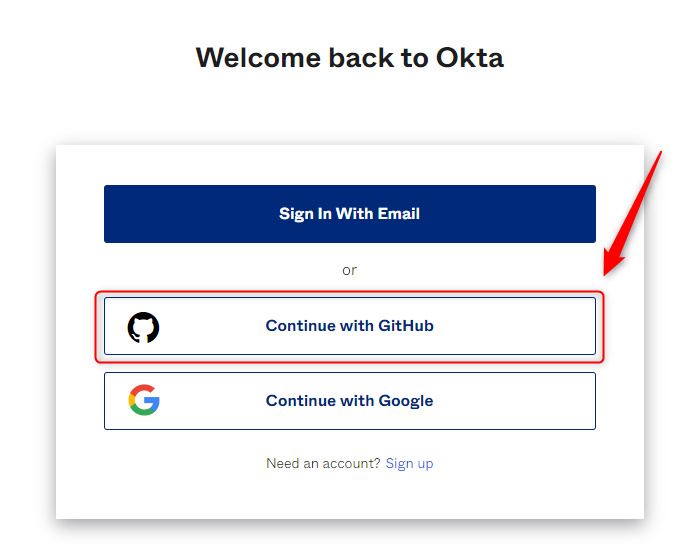 Welcome back to Okta
Sign In With Email
or
Continue with GitHub
Continue with Google
Need an account? Sign up